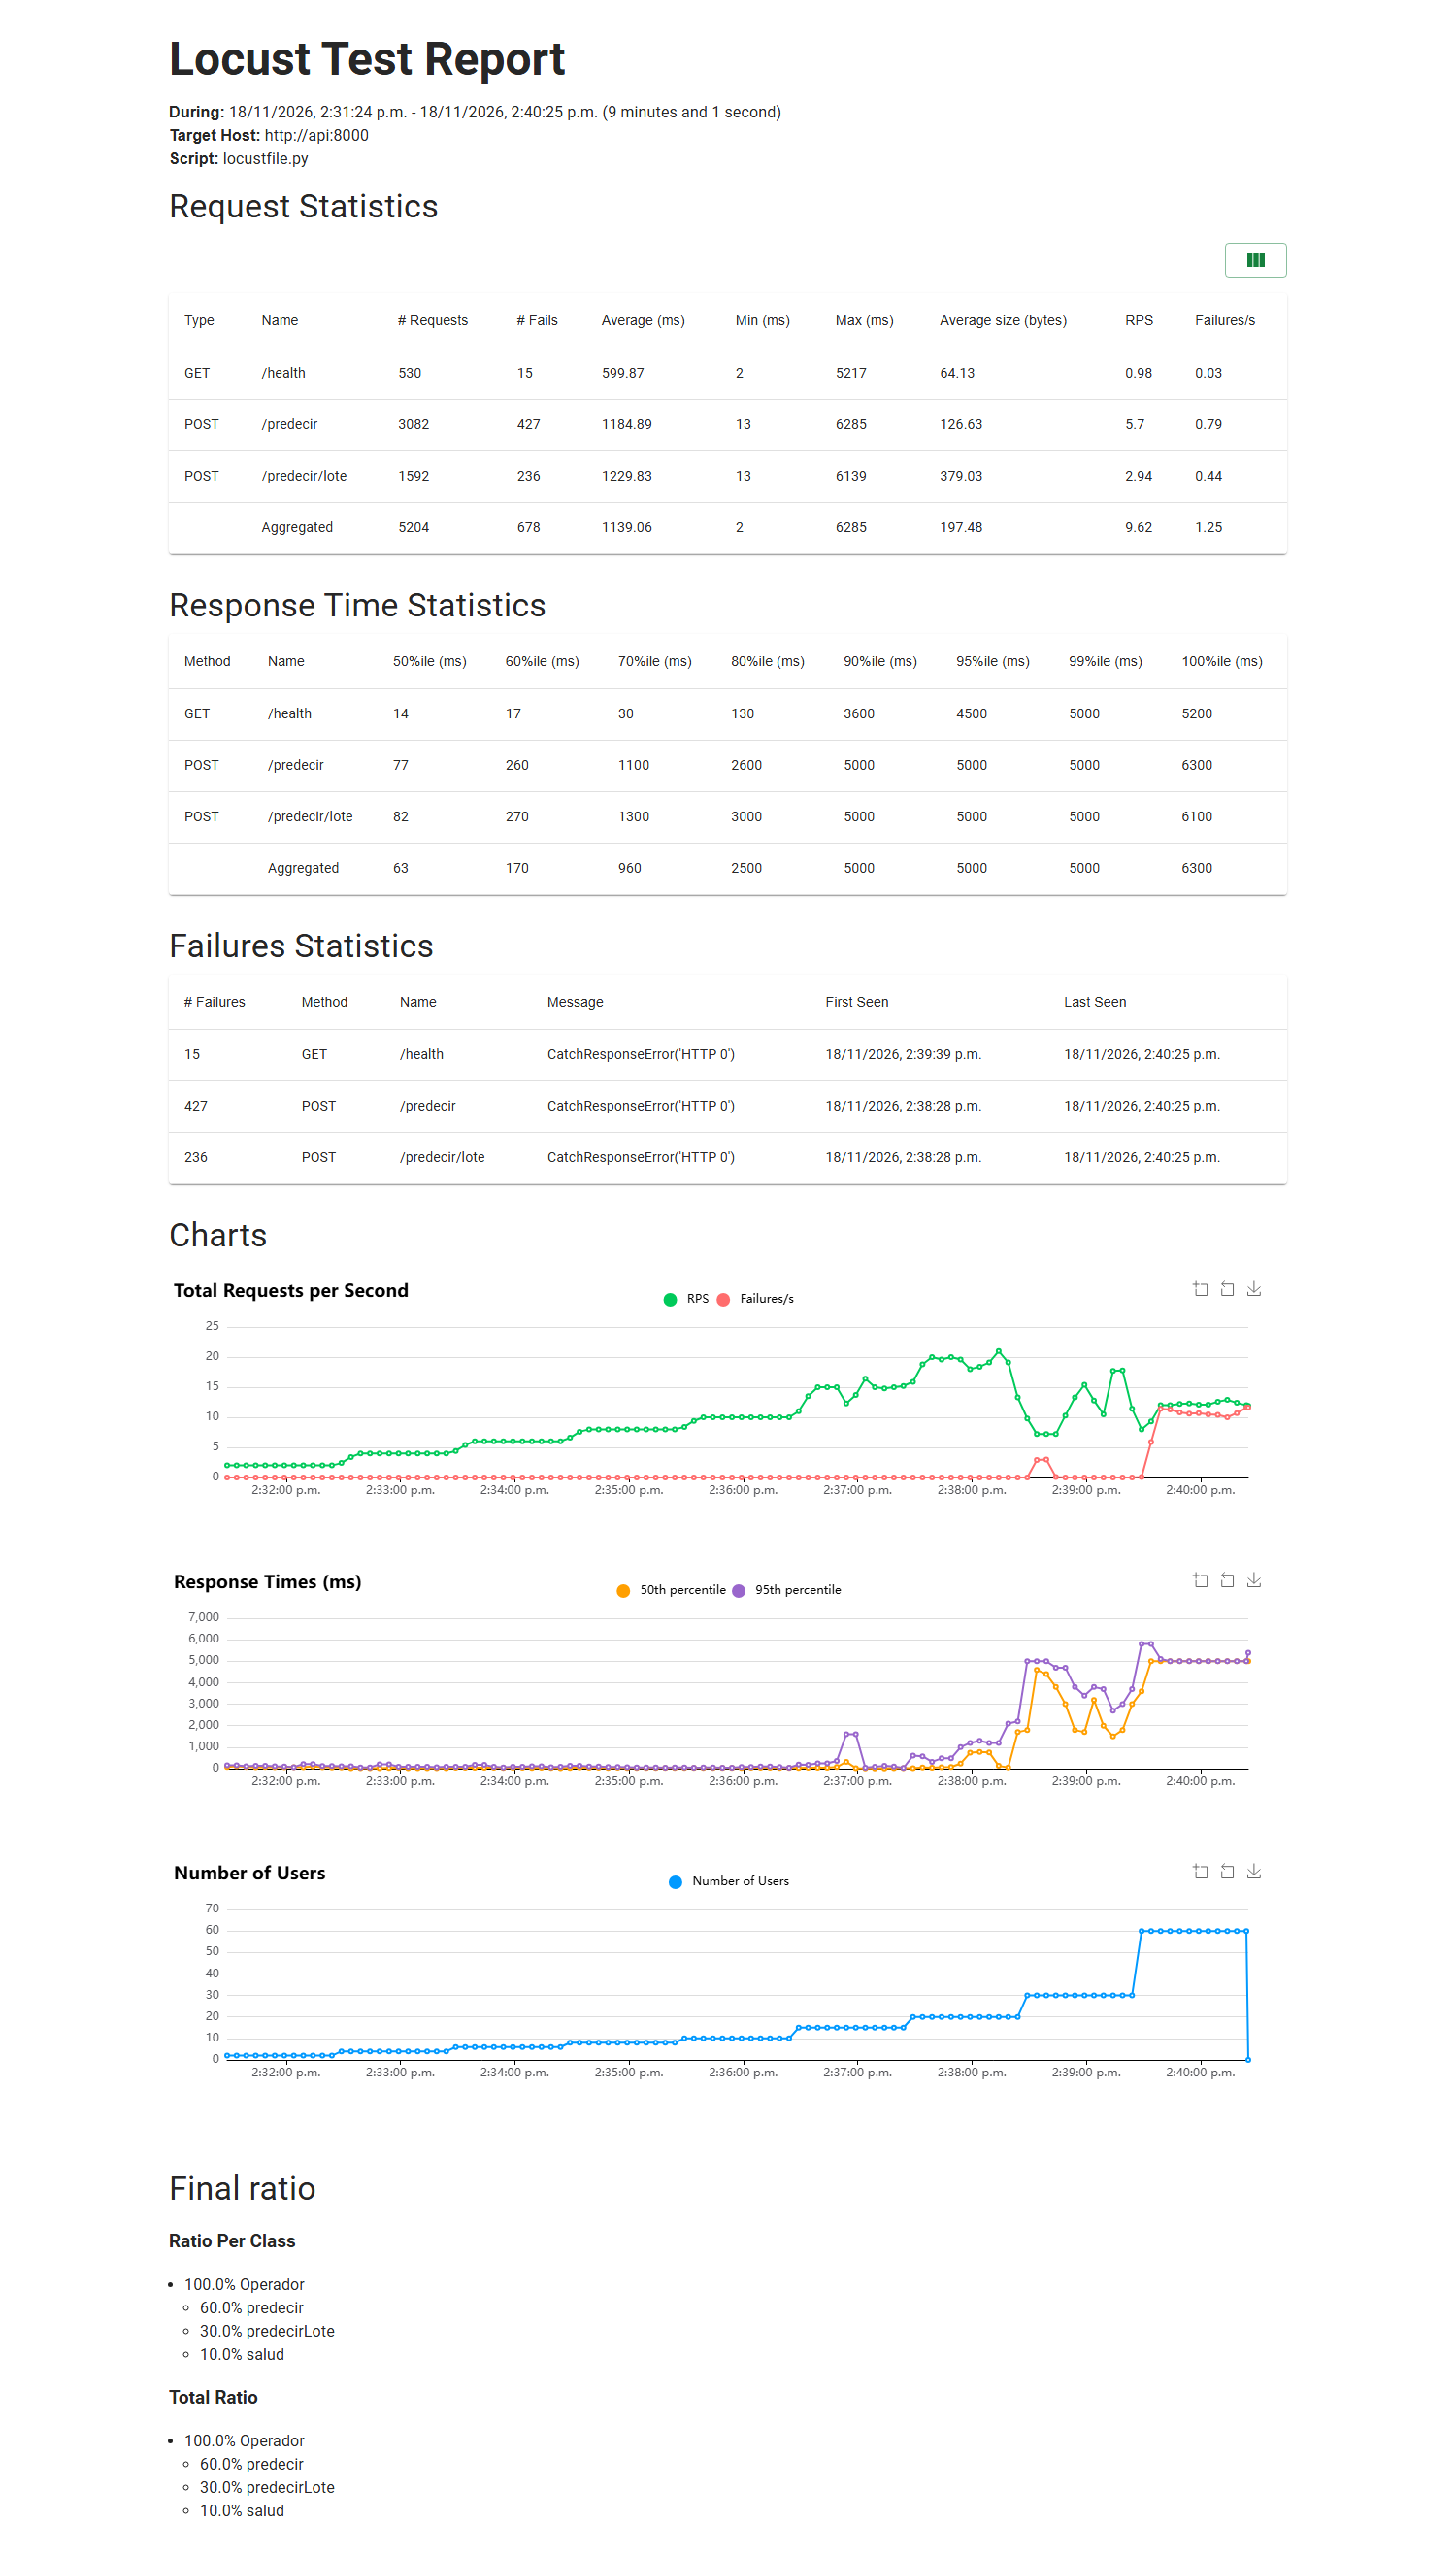 Locust Test Report
During: 18/11/2026, 2:31:24 p.m. - 18/11/2026, 2:40:25 p.m. (9 minutes and 1 second)
Target Host: http://api:8000
Script: locustfile.py
Request Statistics
Type Name # Requests # Fails Average (ms) Min (ms) Max (ms) Average size (bytes) RPS Failures/s
GET /health 530 15 599.87 2 5217 64.13 0.98 0.03
POST /predecir 3082 427 1184.89 13 6285 126.63 5.7 0.79
POST /predecir/lote 1592 236 1229.83 13 6139 379.03 2.94 0.44
Aggregated 5204 678 1139.06 2 6285 197.48 9.62 1.25
Response Time Statistics
Method Name 50%ile (ms) 60%ile (ms) 70%ile (ms) 80%ile (ms) 90%ile (ms) 95%ile (ms) 99%ile (ms) 100%ile (ms)
GET /health 14 17 30 130 3600 4500 5000 5200
POST /predecir 77 260 1100 2600 5000 5000 5000 6300
POST /predecir/lote 82 270 1300 3000 5000 5000 5000 6100
Aggregated 63 170 960 2500 5000 5000 5000 6300
Failures Statistics
# Failures Method Name Message First Seen Last Seen
15 GET /health CatchResponseError('HTTP 0') 18/11/2026, 2:39:39 p.m. 18/11/2026, 2:40:25 p.m.
427 POST /predecir CatchResponseError('HTTP 0') 18/11/2026, 2:38:28 p.m. 18/11/2026, 2:40:25 p.m.
236 POST /predecir/lote CatchResponseError('HTTP 0') 18/11/2026, 2:38:28 p.m. 18/11/2026, 2:40:25 p.m.
Charts
Total Requests per Second
RPS Failures/s
25
20
15
10
5
0
2:32:00 p.m. 2:33:00 p.m. 2:34:00 p.m. 2:35:00 p.m. 2:36:00 p.m. 2:37:00 p.m. 2:38:00 p.m. 2:39:00 p.m. 2:40:00 p.m.
Response Times (ms)
50th percentile 95th percentile
7,000
6,000
5,000
4,000
3,000
2,000
1,000
0
2:32:00 p.m. 2:33:00 p.m. 2:34:00 p.m. 2:35:00 p.m. 2:36:00 p.m. 2:37:00 p.m. 2:38:00 p.m. 2:39:00 p.m. 2:40:00 p.m.
Number of Users
Number of Users
70
60
50
40
30
20
10
0
2:32:00 p.m. 2:33:00 p.m. 2:34:00 p.m. 2:35:00 p.m. 2:36:00 p.m. 2:37:00 p.m. 2:38:00 p.m. 2:39:00 p.m. 2:40:00 p.m.
Final ratio
Ratio Per Class
100.0% Operador
60.0% predecir
30.0% predecirLote
10.0% salud
Total Ratio
100.0% Operador
60.0% predecir
30.0% predecirLote
10.0% salud